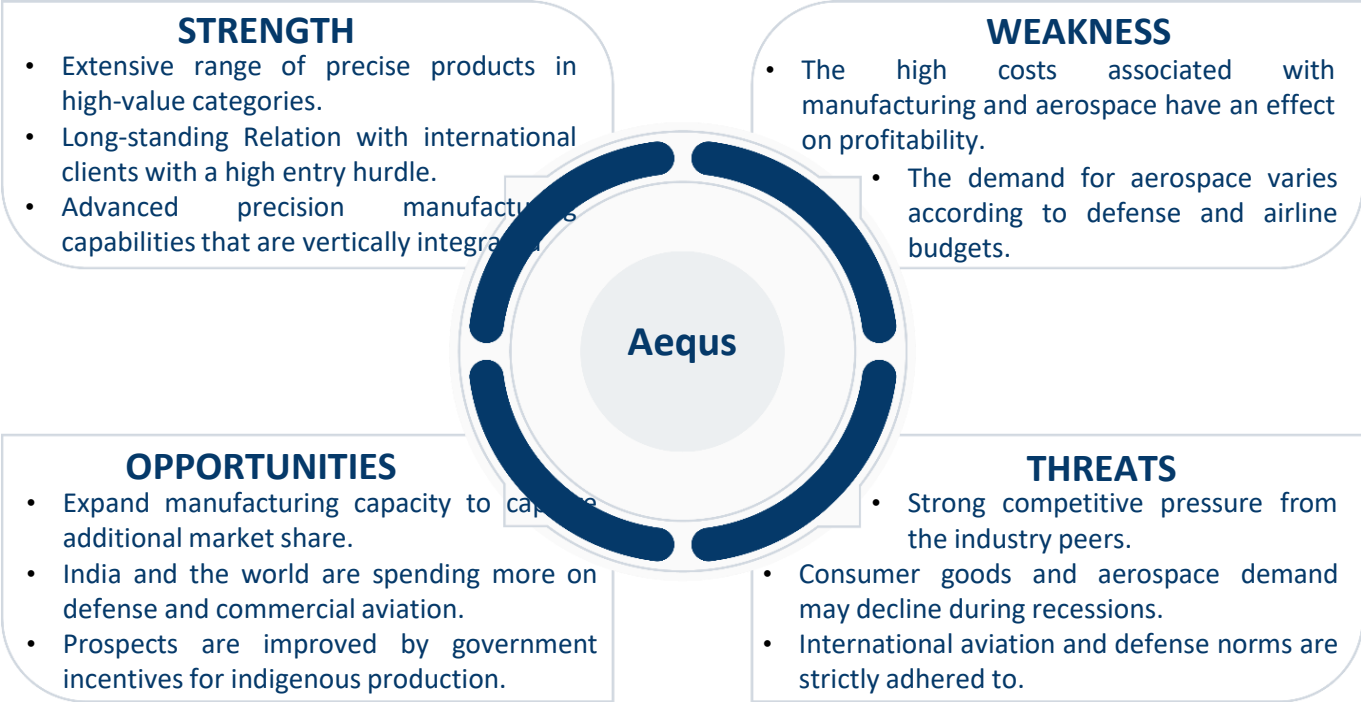 STRENGTH
• Extensive range of precise products in
high-value categories.
• Long-standing Relation with international
clients with a high entry hurdle.
• Advanced precision manufacturing
capabilities that are vertically integrated
WEAKNESS
• The high costs associated with
manufacturing and aerospace have an effect
on profitability.
• The demand for aerospace varies
according to defense and airline
budgets.
Aequs
OPPORTUNITIES
• Expand manufacturing capacity to capture
additional market share.
• India and the world are spending more on
defense and commercial aviation.
• Prospects are improved by government
incentives for indigenous production.
THREATS
• Strong competitive pressure from
the industry peers.
• Consumer goods and aerospace demand
may decline during recessions.
• International aviation and defense norms are
strictly adhered to.